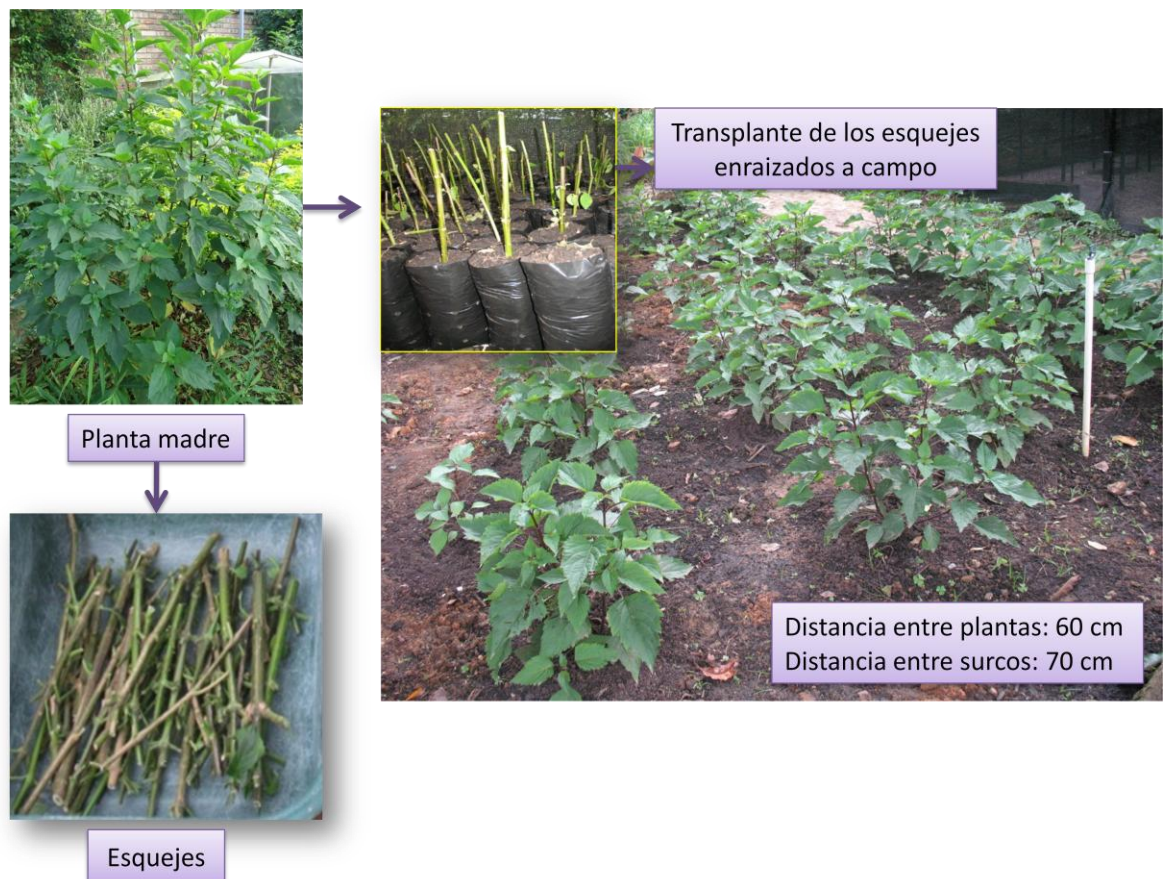 Planta madre
Esquejes
Transplante de los esquejes
enraizados a campo
Distancia entre plantas: 60 cm
Distancia entre surcos: 70 cm